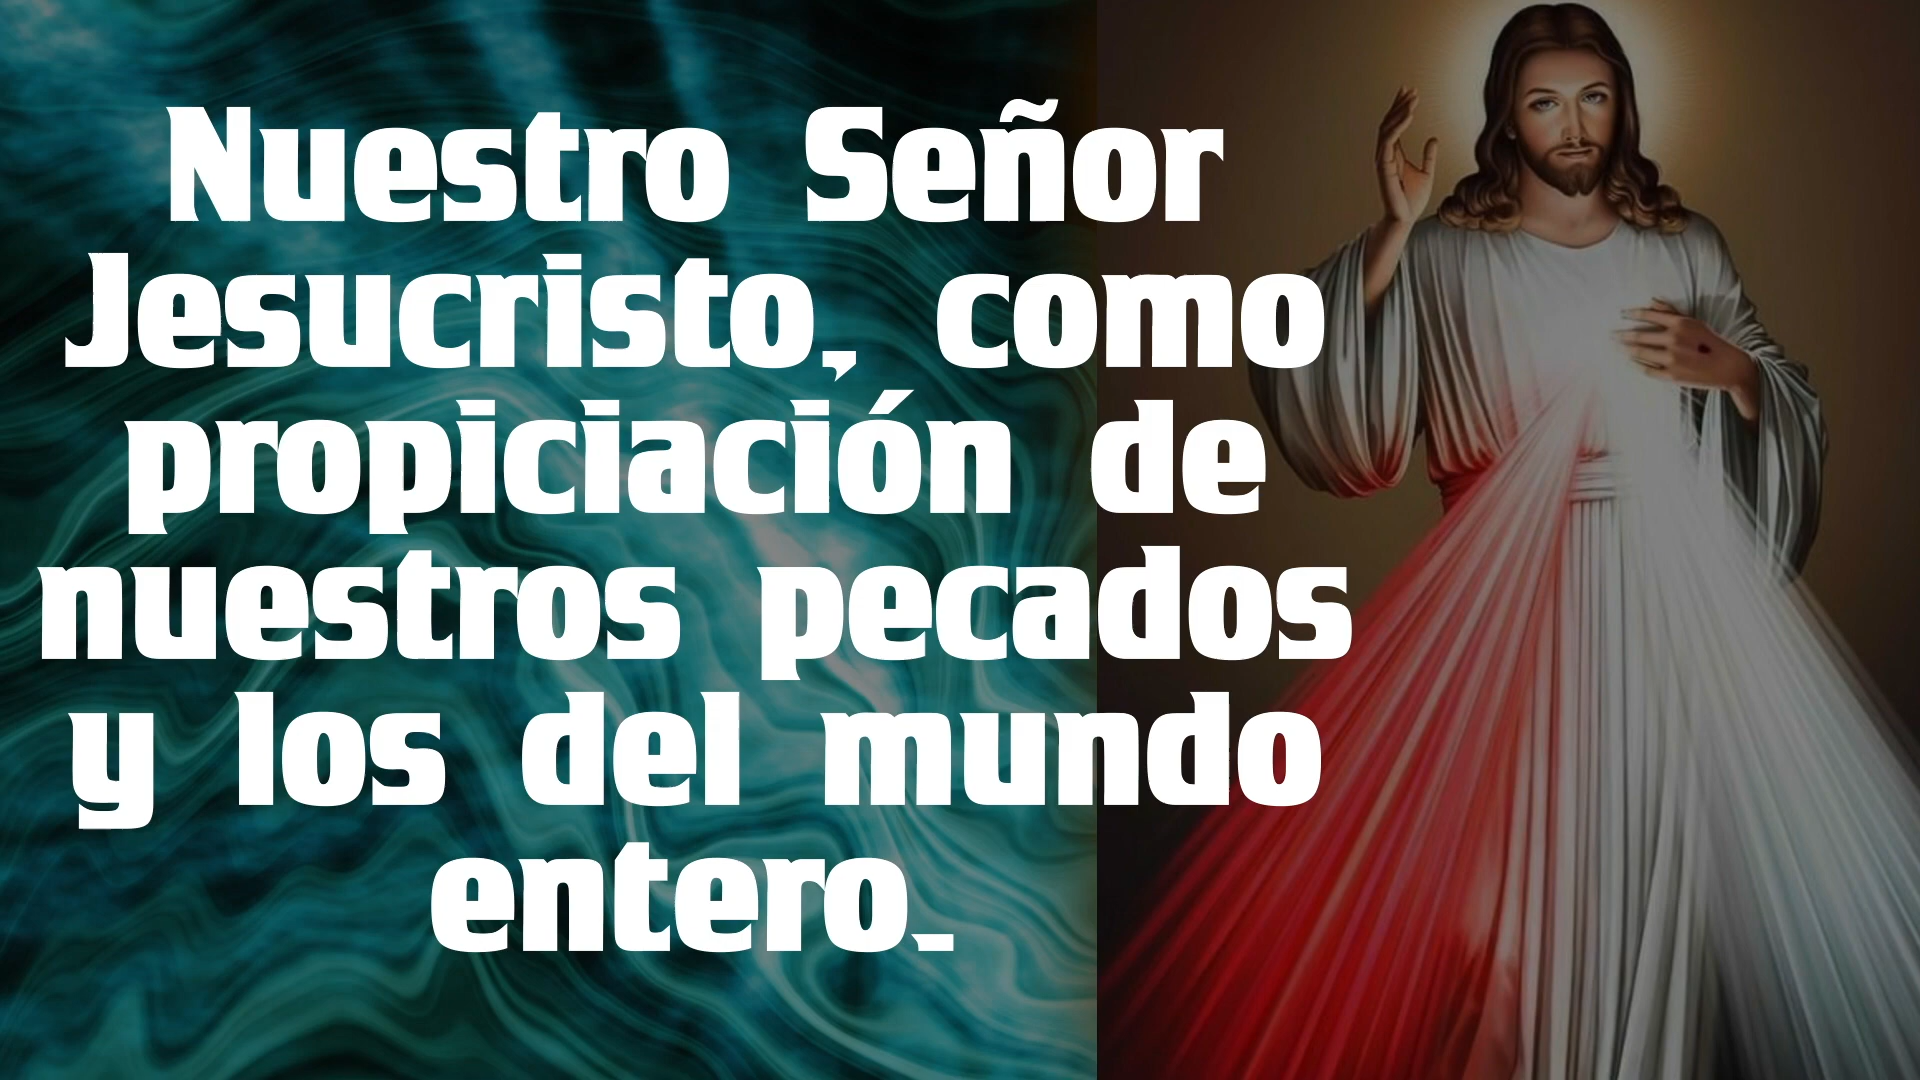 Nuestro Señor
Jesucristo, como
propiciación de
nuestros pecados
y los del mundo
entero.